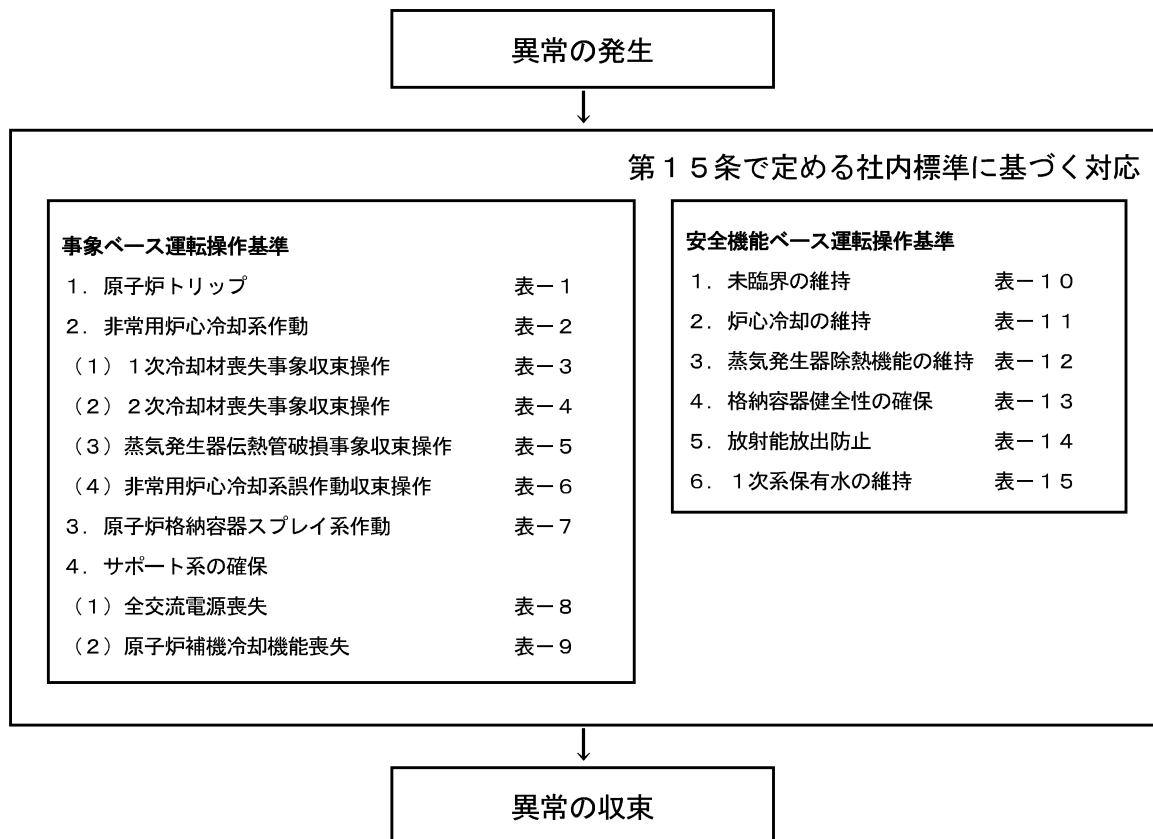 異常の発生
↓
第15条で定める社内標準に基づく対応
事象ベース運転操作基準
1．原子炉トリップ 表－1
2．非常用炉心冷却系作動 表－2
（1）1次冷却材喪失事象収束操作 表－3
（2）2次冷却材喪失事象収束操作 表－4
（3）蒸気発生器伝熱管破損事象収束操作 表－5
（4）非常用炉心冷却系誤作動収束操作 表－6
3．原子炉格納容器スプレイ系作動 表－7
4．サポート系の確保
（1）全交流電源喪失 表－8
（2）原子炉補機冷却機能喪失 表－9
安全機能ベース運転操作基準
1．未臨界の維持 表－10
2．炉心冷却の維持 表－11
3．蒸気発生器除熱機能の維持 表－12
4．格納容器健全性の確保 表－13
5．放射能放出防止 表－14
6．1次系保有水の維持 表－15
↓
異常の収束